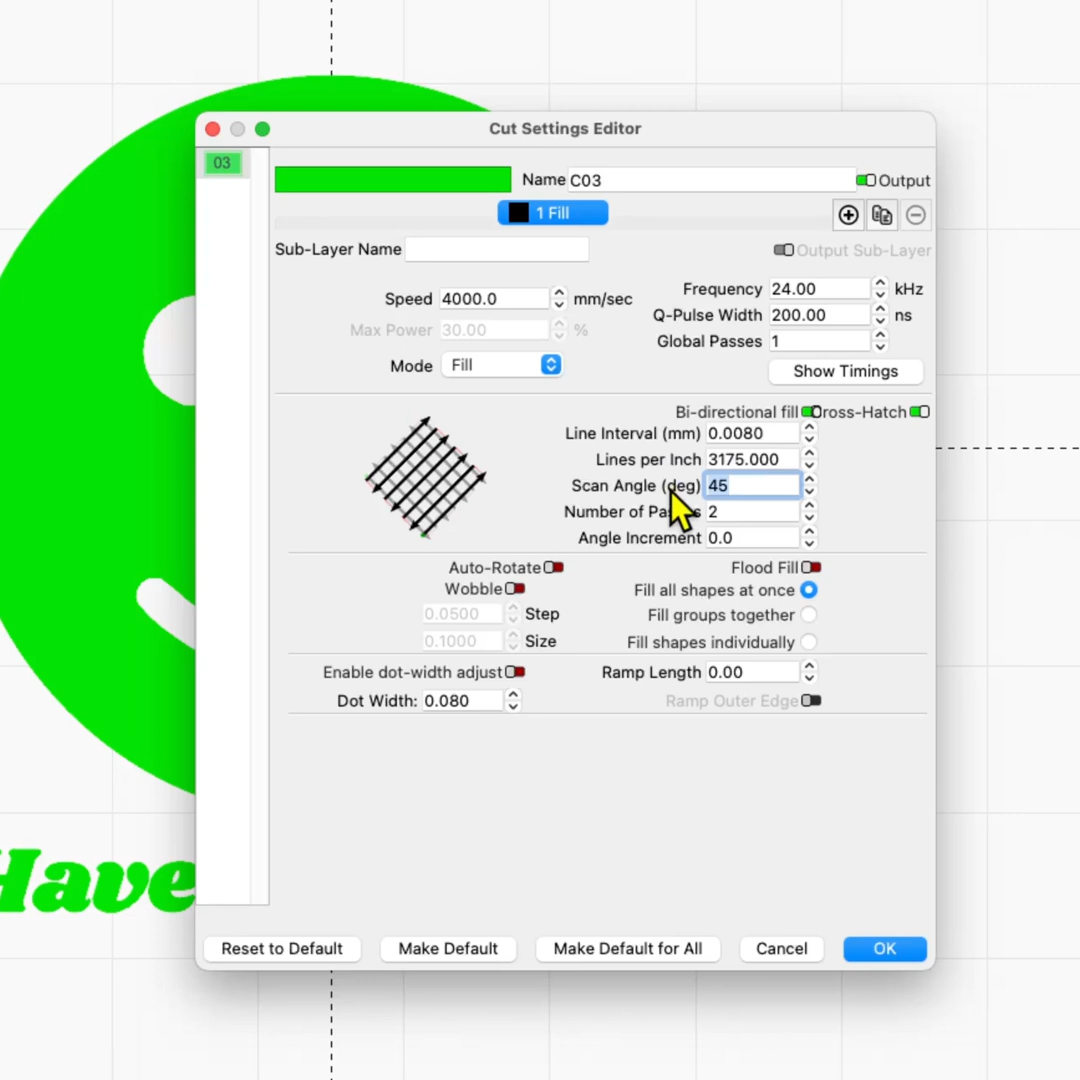 Cut Settings Editor
03
Name C03 Output
1 Fill
Sub-Layer Name Output Sub-Layer
Speed 4000.0 mm/sec
Frequency 24.00 kHz
Max Power 30.00 %
Q-Pulse Width 200.00 ns
Global Passes 1
Mode Fill
Show Timings
Bi-directional fill Cross-Hatch
Line Interval (mm) 0.0080
Lines per Inch 3175.000
Scan Angle (deg) 45
Number of Passes 2
Angle Increment 0.0
Auto-Rotate Flood Fill
Wobble Fill all shapes at once
0.0500 Step Fill groups together
0.1000 Size Fill shapes individually
Enable dot-width adjust Ramp Length 0.00
Dot Width: 0.080 Ramp Outer Edge
Have
Reset to Default Make Default Make Default for All Cancel OK